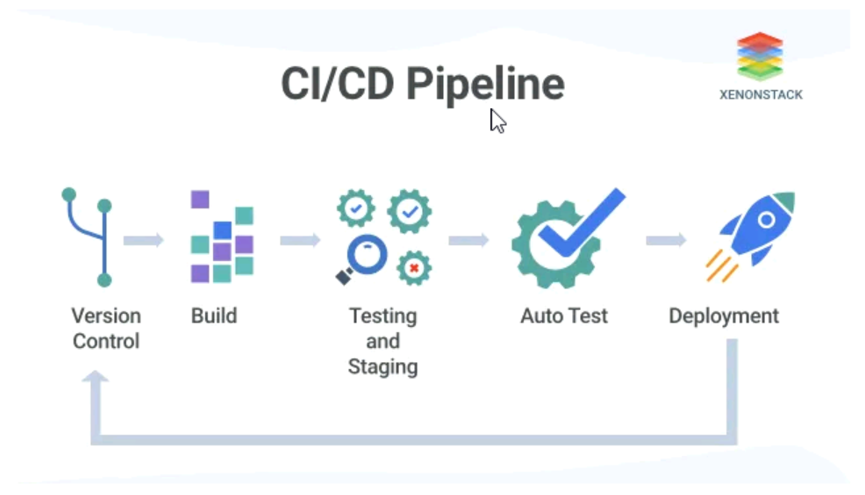 CI/CD Pipeline
XENONSTACK
Version
Control
Build
Testing
and
Staging
Auto Test
Deployment